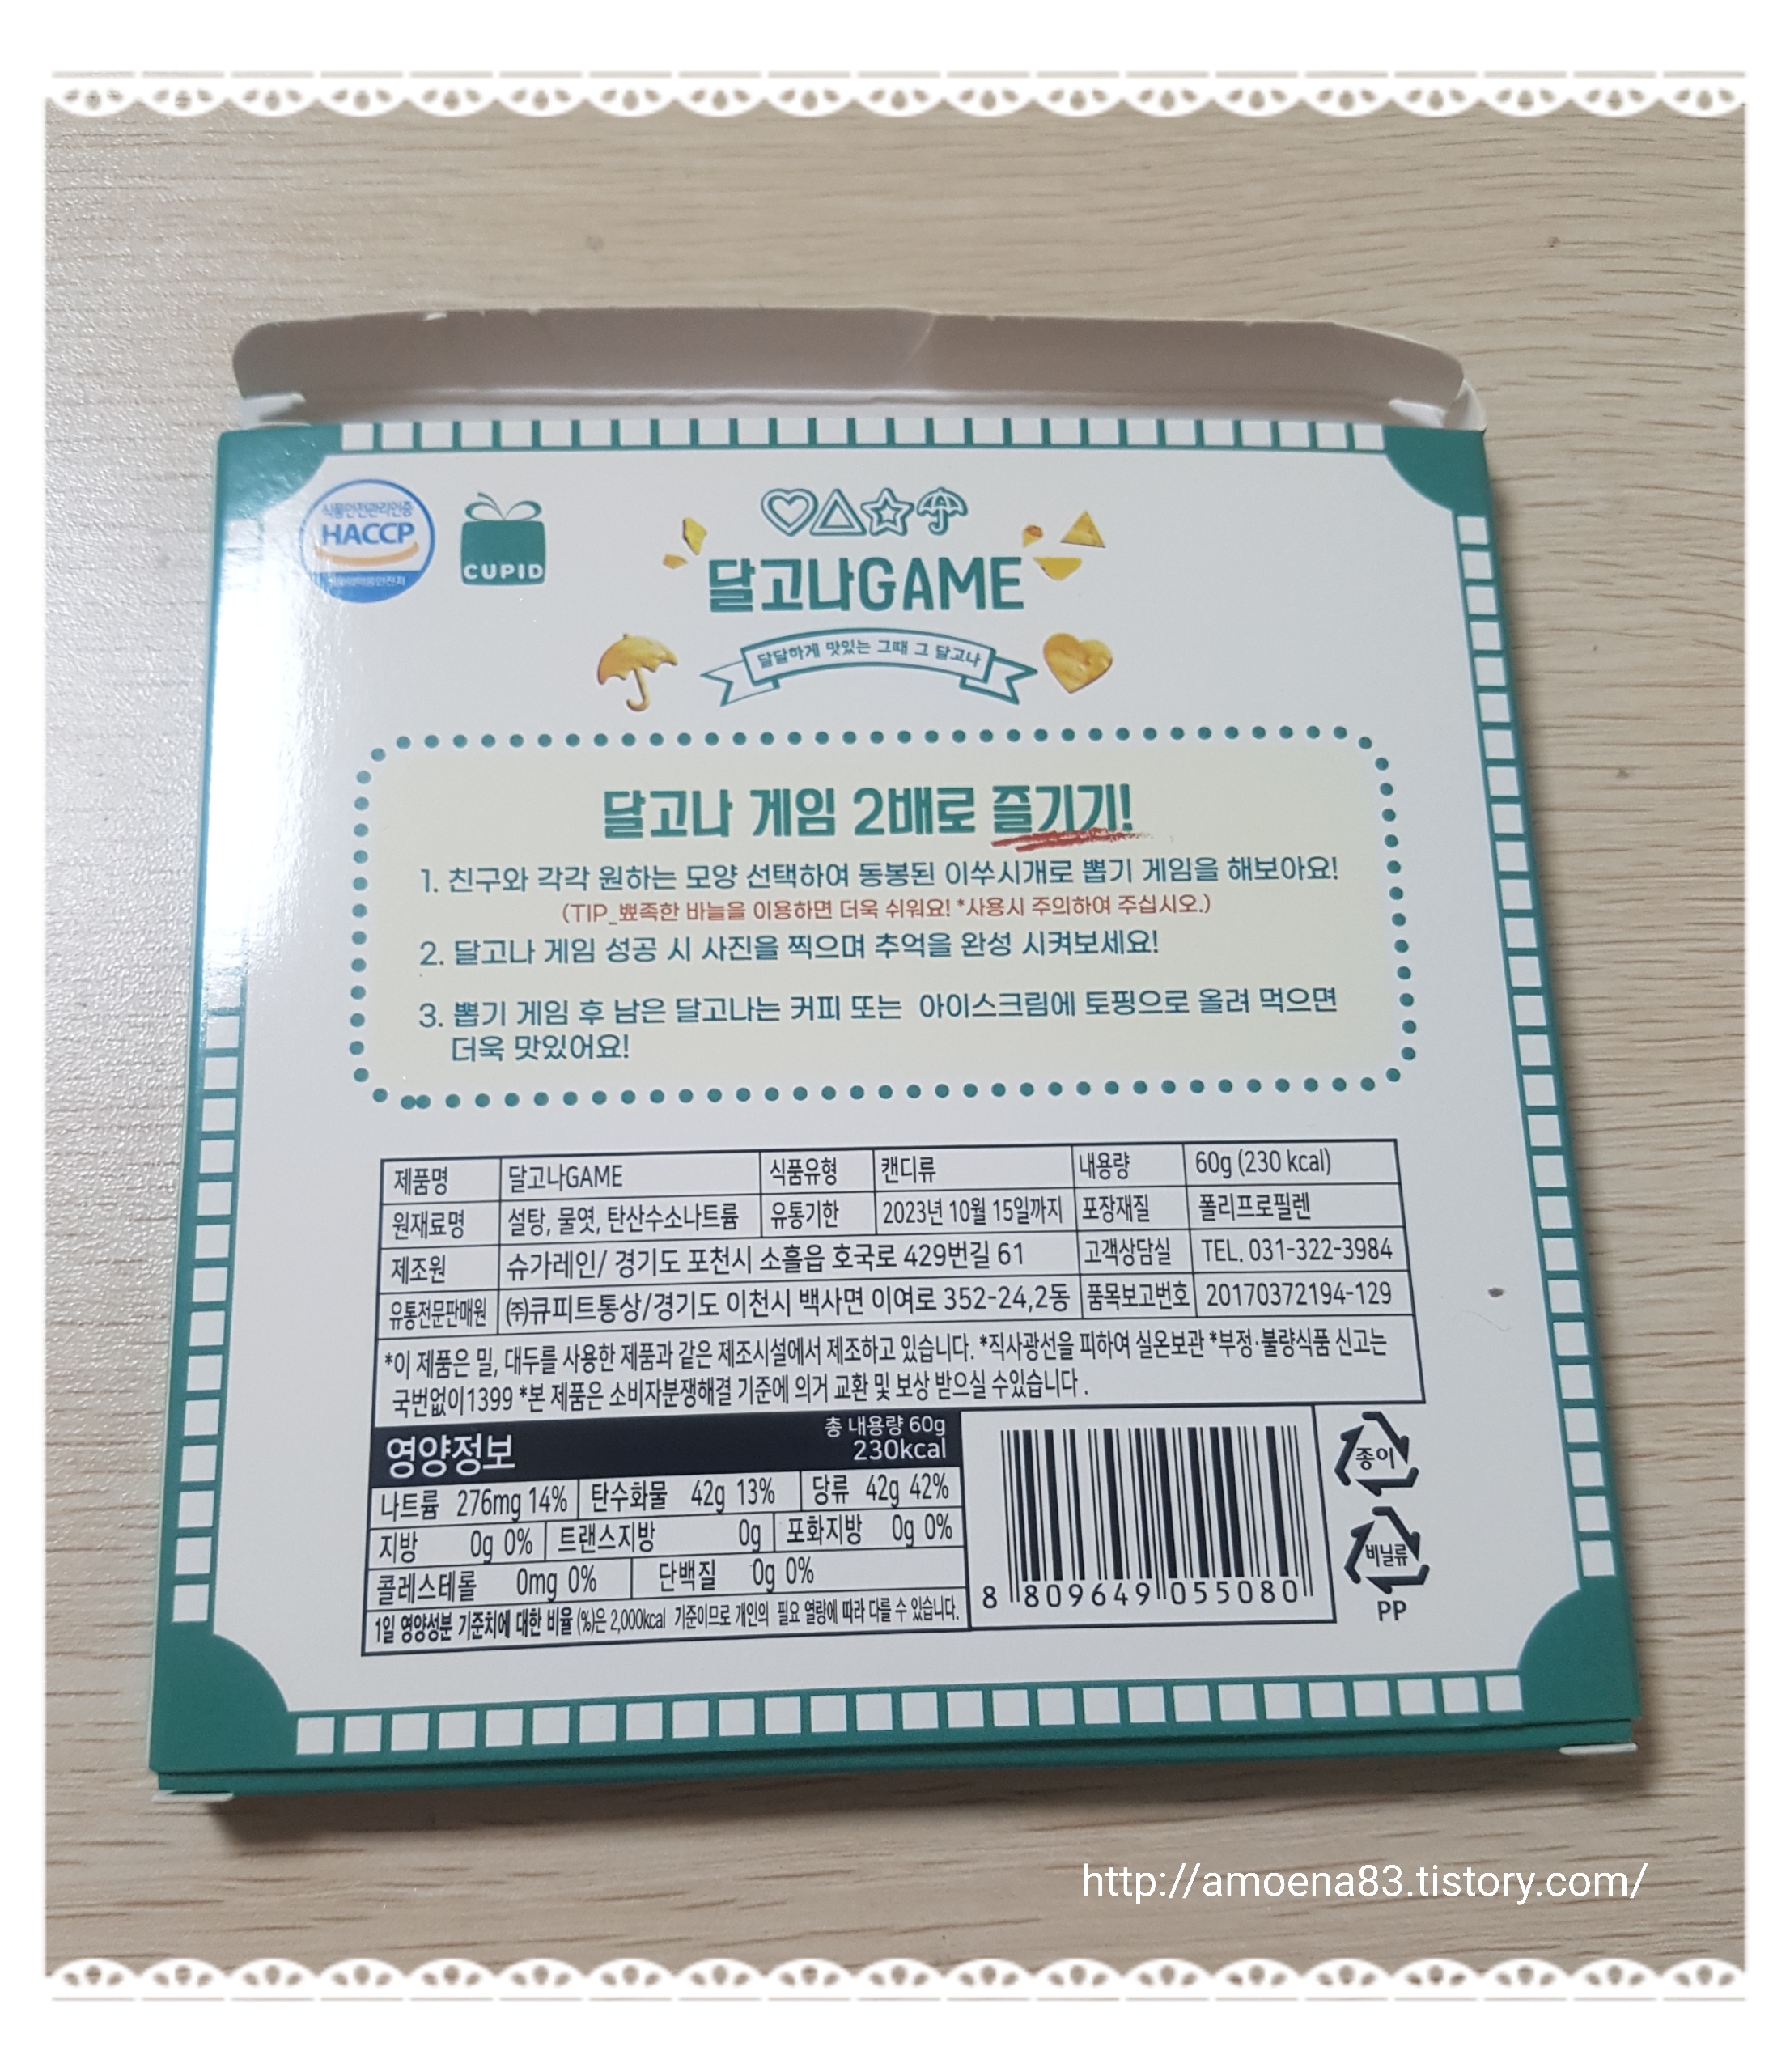 식품안전관리인증
HACCP
CUPID
달고나GAME
달달하게 맛있는 그때 그 달고나
달고나 게임 2배로 즐기기!
1. 친구와 각각 원하는 모양 선택하여 동봉된 이쑤시개로 뽑기 게임을 해보아요!
(TIP_뾰족한 바늘을 이용하면 더욱 쉬워요! *사용시 주의하여 주십시오.)
2. 달고나 게임 성공 시 사진을 찍으며 추억을 완성 시켜보세요!
3. 뽑기 게임 후 남은 달고나는 커피 또는 아이스크림에 토핑으로 올려 먹으면
더욱 맛있어요!
제품명 달고나GAME 식품유형 캔디류 내용량 60g (230 kcal)
원재료명 설탕, 물엿, 탄산수소나트륨 유통기한 2023년 10월 15일까지 포장재질 폴리프로필렌
제조원 슈가레인/ 경기도 포천시 소흘읍 호국로 429번길 61 고객상담실 TEL. 031-322-3984
유통전문판매원 ㈜큐피트통상/경기도 이천시 백사면 이여로 352-24,2동 품목보고번호 20170372194-129
*이 제품은 밀, 대두를 사용한 제품과 같은 제조시설에서 제조하고 있습니다. *직사광선을 피하여 실온보관 *부정·불량식품 신고는
국번없이1399 *본 제품은 소비자분쟁해결 기준에 의거 교환 및 보상 받으실 수있습니다.
영양정보 총 내용량 60g
230kcal
나트륨 276mg 14% 탄수화물 42g 13% 당류 42g 42%
지방 0g 0% 트랜스지방 0g 포화지방 0g 0%
콜레스테롤 0mg 0% 단백질 0g 0%
1일 영양성분 기준치에 대한 비율 (%)은 2,000kcal 기준이므로 개인의 필요 열량에 따라 다를 수 있습니다.
8 809649 055080
종이
비닐류
PP
http://amoena83.tistory.com/